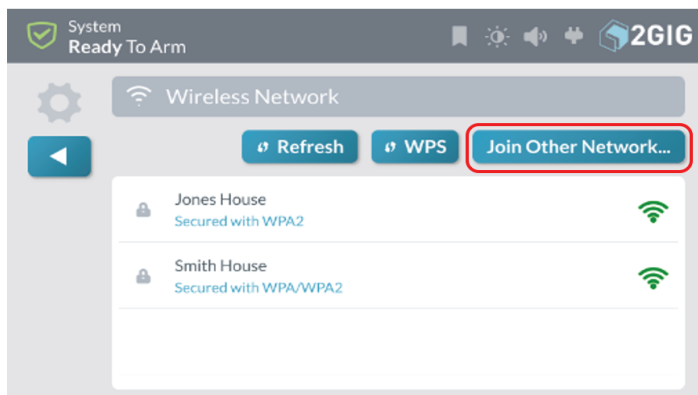 System
Ready To Arm
2GIG
Wireless Network
Refresh
WPS
Join Other Network...
Jones House
Secured with WPA2
Smith House
Secured with WPA/WPA2